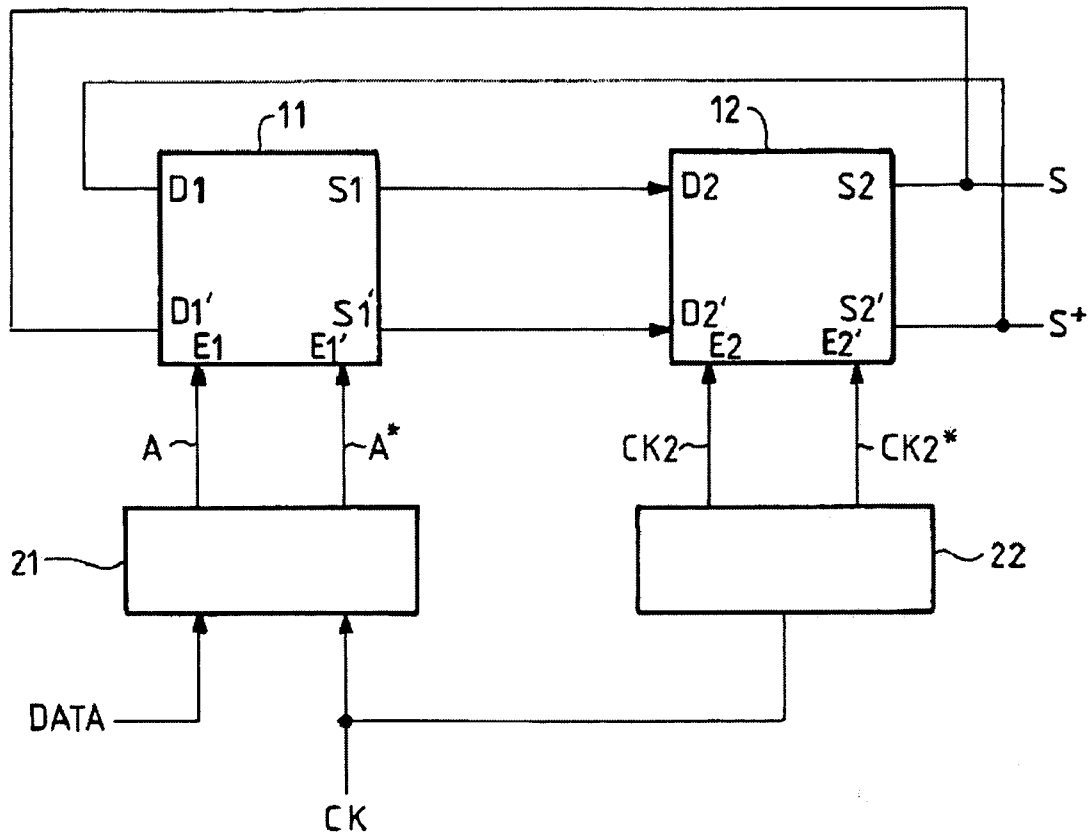 11
12
D1
S1
D2
S2
S
D1'
S1'
D2'
S2'
S+
E1
E1'
E2
E2'
A
A*
CK2
CK2*
21
22
DATA
CK